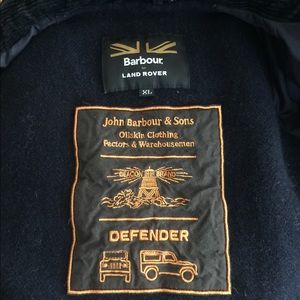 Barbour
for
LAND ROVER
XL
John Barbour & Sons
Oilskin Clothing
Factors & Warehousemen
BEACON BRAND
DEFENDER